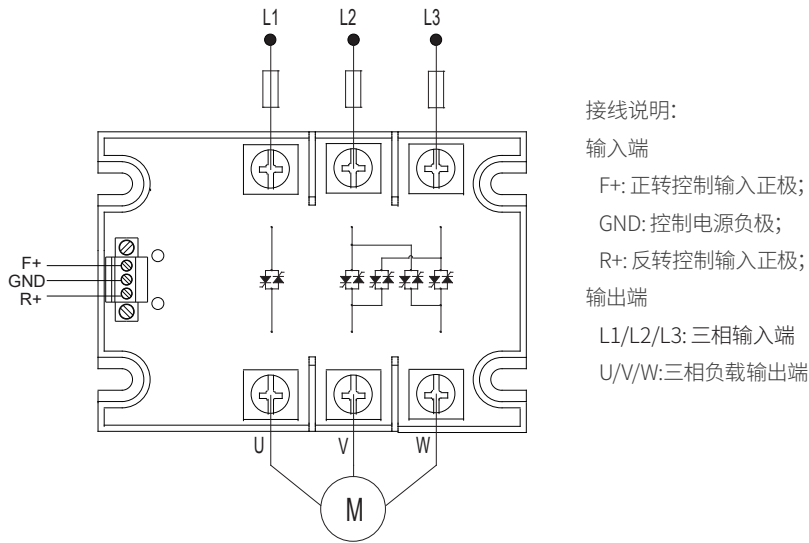 L1 L2 L3
接线说明:
输入端
F+: 正转控制输入正极;
GND: 控制电源负极;
R+: 反转控制输入正极;
输出端
L1/L2/L3: 三相输入端
U/V/W:三相负载输出端
F+
GND
R+
U V W
M